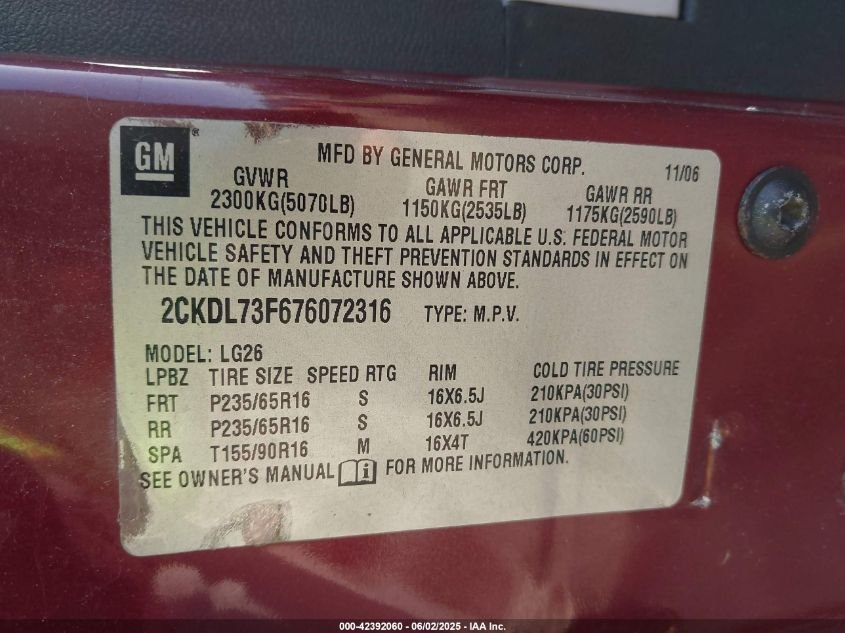 GM
MFD BY GENERAL MOTORS CORP. 11/06
GVWR GAWR FRT GAWR RR
2300KG(5070LB) 1150KG(2535LB) 1175KG(2590LB)
THIS VEHICLE CONFORMS TO ALL APPLICABLE U.S. FEDERAL MOTOR
VEHICLE SAFETY AND THEFT PREVENTION STANDARDS IN EFFECT ON
THE DATE OF MANUFACTURE SHOWN ABOVE.
2CKDL73F676072316 TYPE: M.P.V.
MODEL: LG26
LPBZ TIRE SIZE SPEED RTG RIM COLD TIRE PRESSURE
FRT P235/65R16 S 16X6.5J 210KPA(30PSI)
RR P235/65R16 S 16X6.5J 210KPA(30PSI)
SPA T155/90R16 M 16X4T 420KPA(60PSI)
SEE OWNER'S MANUAL i FOR MORE INFORMATION.
000-42392060 - 06/02/2025 - IAA Inc.